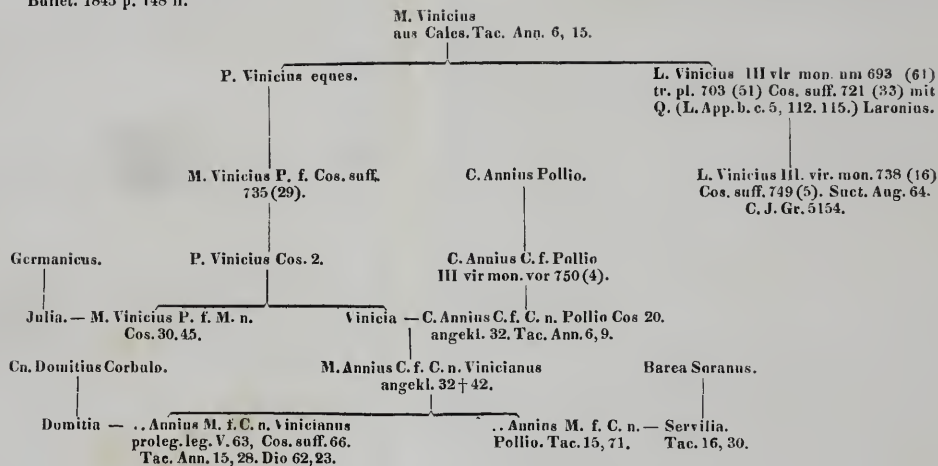 Bullet. 1845 p. 148 n.
M. Vinicius
aus Cales. Tac. Ann. 6, 15.
P. Vinicius eques.
L. Vinicius III vir mon. um 693 (61)
tr. pl. 703 (51) Cos. suff. 721 (33) mit
Q. (L. App. b. c. 5, 112. 115.) Laronius.
M. Vinicius P. f. Cos. suff.
735 (29).
C. Annius Pollio.
L. Vinicius III. vir. mon. 738 (16)
Cos. suff. 749 (5). Suet. Aug. 64.
C. J. Gr. 5154.
Germanicus.
P. Vinicius Cos. 2.
C. Annius C. f. Pollio
III vir mon. vor 750 (4).
Julia. — M. Vinicius P. f. M. n.
Cos. 30. 45.
Vinicia — C. Annius C. f. C. n. Pollio Cos 20.
angekl. 32. Tac. Ann. 6, 9.
Cn. Domitius Corbulo.
M. Annius C. f. C. n. Vinicianus
angekl. 32 † 42.
Barea Soranus.
Domitia — . . Annius M. f. C. n. Vinicianus
proleg. leg. V. 63, Cos. suff. 66.
Tac. Ann. 15, 28. Dio 62, 23.
. . Annius M. f. C. n. — Servilia.
Pollio. Tac. 15, 71. Tac. 16, 30.